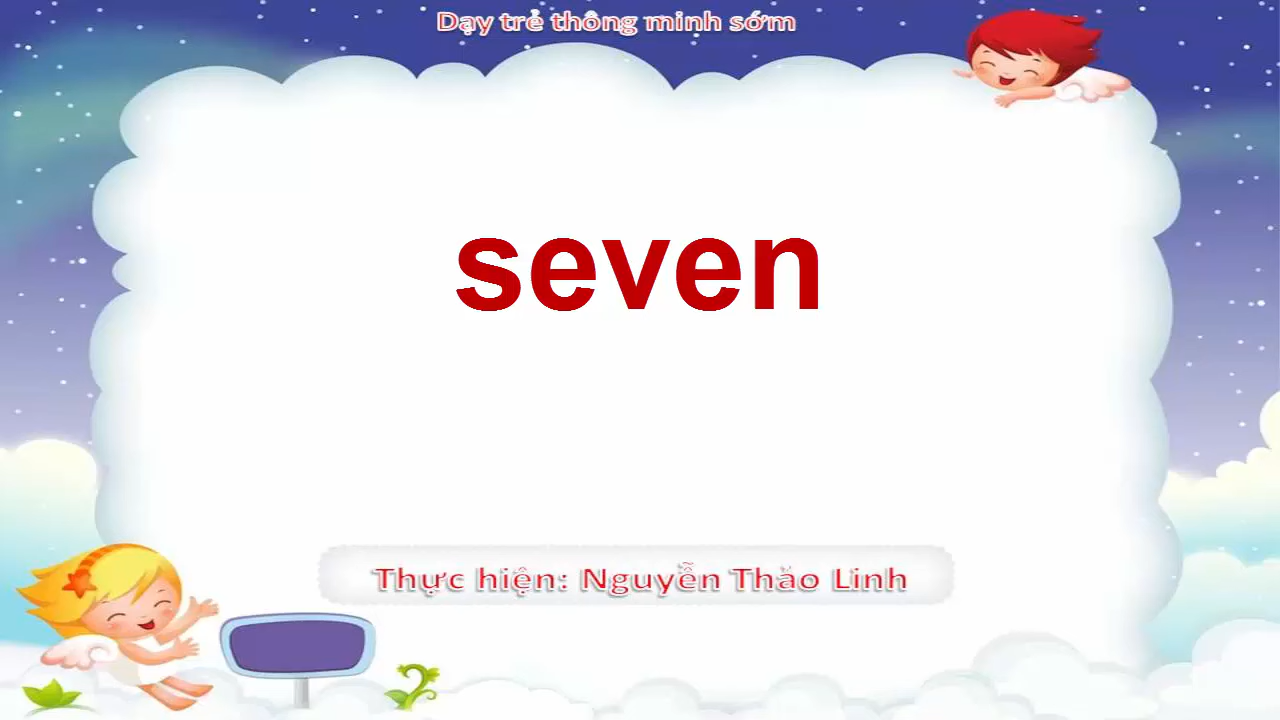 Dạy trẻ thông minh sớm
seven
Thực hiện: Nguyễn Thảo Linh